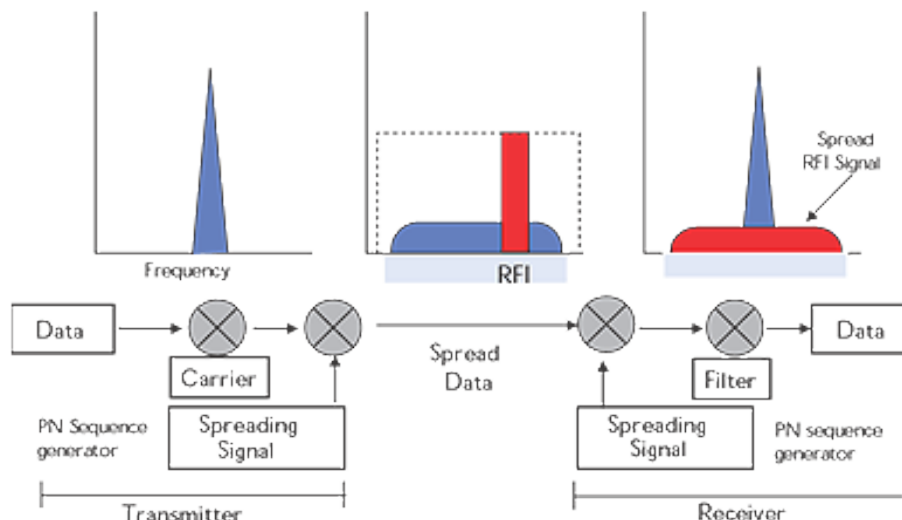 Spread
RFI Signal
Frequency
RFI
Data
Carrier
Spread
Data
Filter
Data
PN Sequence
generator
Spreading
Signal
Spreading
Signal
PN sequence
generator
Transmitter
Receiver